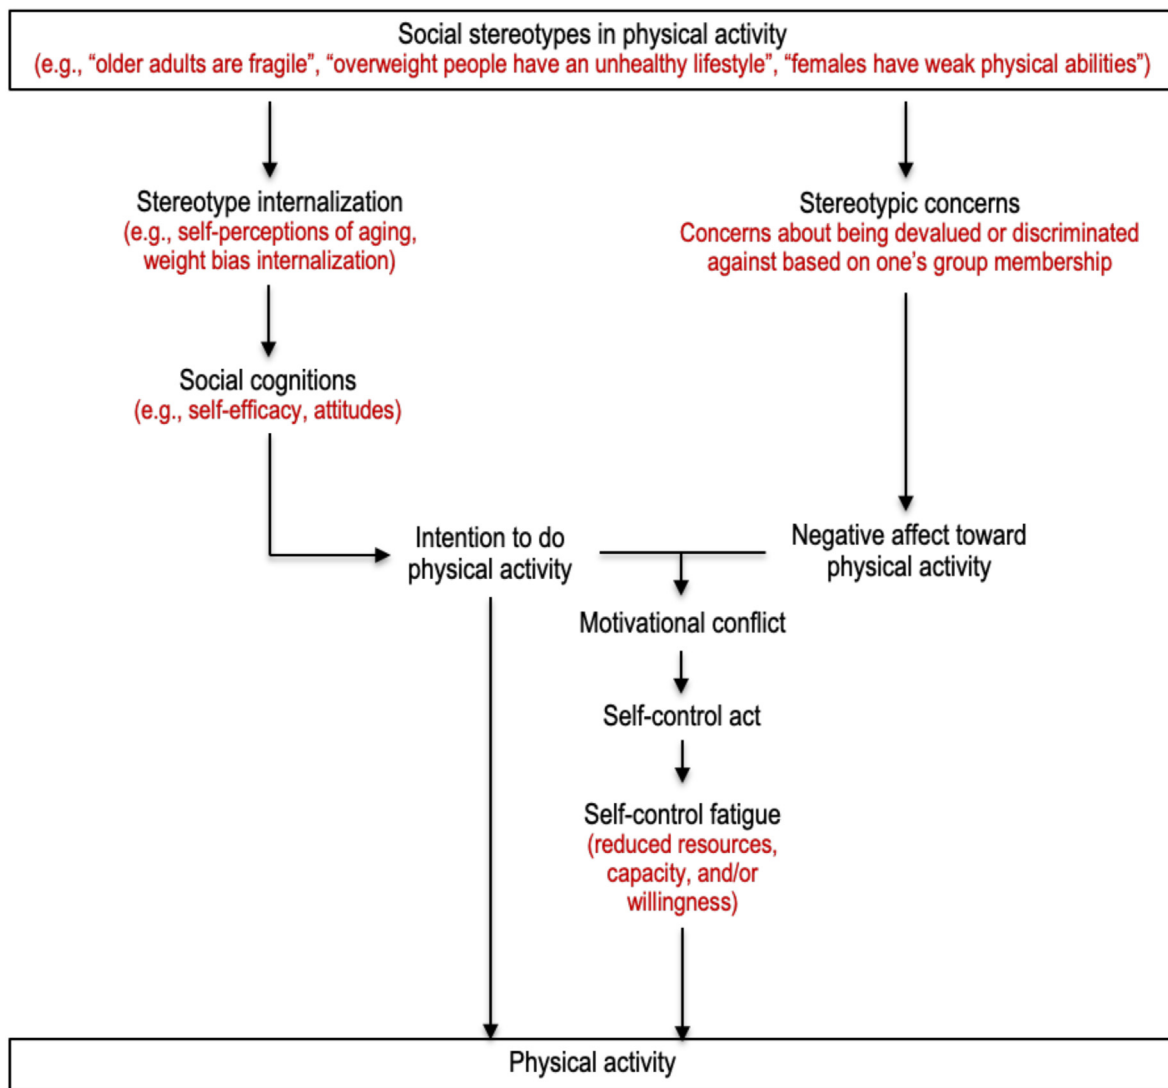 Social stereotypes in physical activity
(e.g., “older adults are fragile”, “overweight people have an unhealthy lifestyle”, “females have weak physical abilities”)
Stereotype internalization
(e.g., self-perceptions of aging,
weight bias internalization)
Stereotypic concerns
Concerns about being devalued or discriminated
against based on one’s group membership
Social cognitions
(e.g., self-efficacy, attitudes)
Intention to do
physical activity
Negative affect toward
physical activity
Motivational conflict
Self-control act
Self-control fatigue
(reduced resources,
capacity, and/or
willingness)
Physical activity